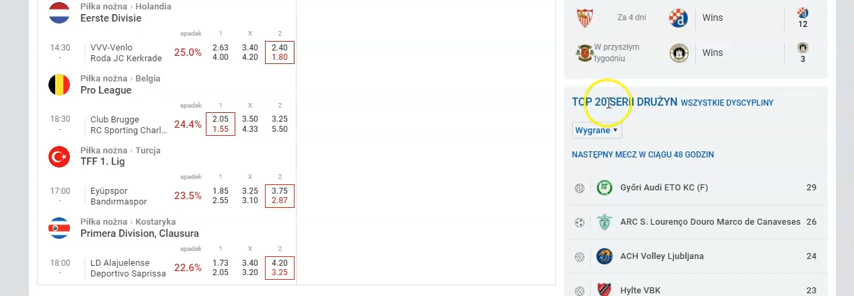 Piłka nożna › Holandia
Eerste Divisie
spadek 1 X 2
14:30 VVV-Venlo 25.0% 2.63 3.40 2.40
- Roda JC Kerkrade 4.00 4.20 1.80
Piłka nożna › Belgia
Pro League
spadek 1 X 2
18:30 Club Brugge 24.4% 2.05 3.50 3.25
- RC Sporting Charl... 1.55 4.33 5.50
Piłka nożna › Turcja
TFF 1. Lig
spadek 1 X 2
17:00 Eyüpspor 23.5% 1.85 3.25 3.75
- Bandırmaspor 2.55 3.10 2.87
Piłka nożna › Kostaryka
Primera Division, Clausura
spadek 1 X 2
18:00 LD Alajuelense 22.6% 1.73 3.40 4.20
- Deportivo Saprissa 2.05 3.20 3.25
Za 4 dni Wins 12
W przyszłym
tygodniu Wins 3
TOP 20 SERII DRUŻYN WSZYSTKIE DYSCYPLINY
Wygrane
NASTĘPNY MECZ W CIĄGU 48 GODZIN
Győri Audi ETO KC (F) 29
ARC S. Lourenço Douro Marco de Canaveses 26
ACH Volley Ljubljana 24
Hylte VBK 23